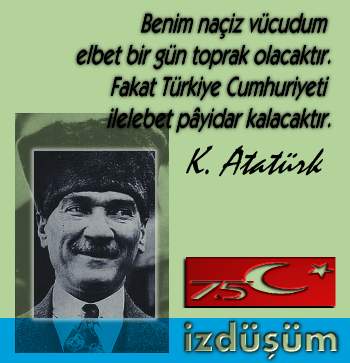 Benim naçiz vücudum
elbet bir gün toprak olacaktır.
Fakat Türkiye Cumhuriyeti
ilelebet pâyidar kalacaktır.
K. Atatürk
75
izdüşüm